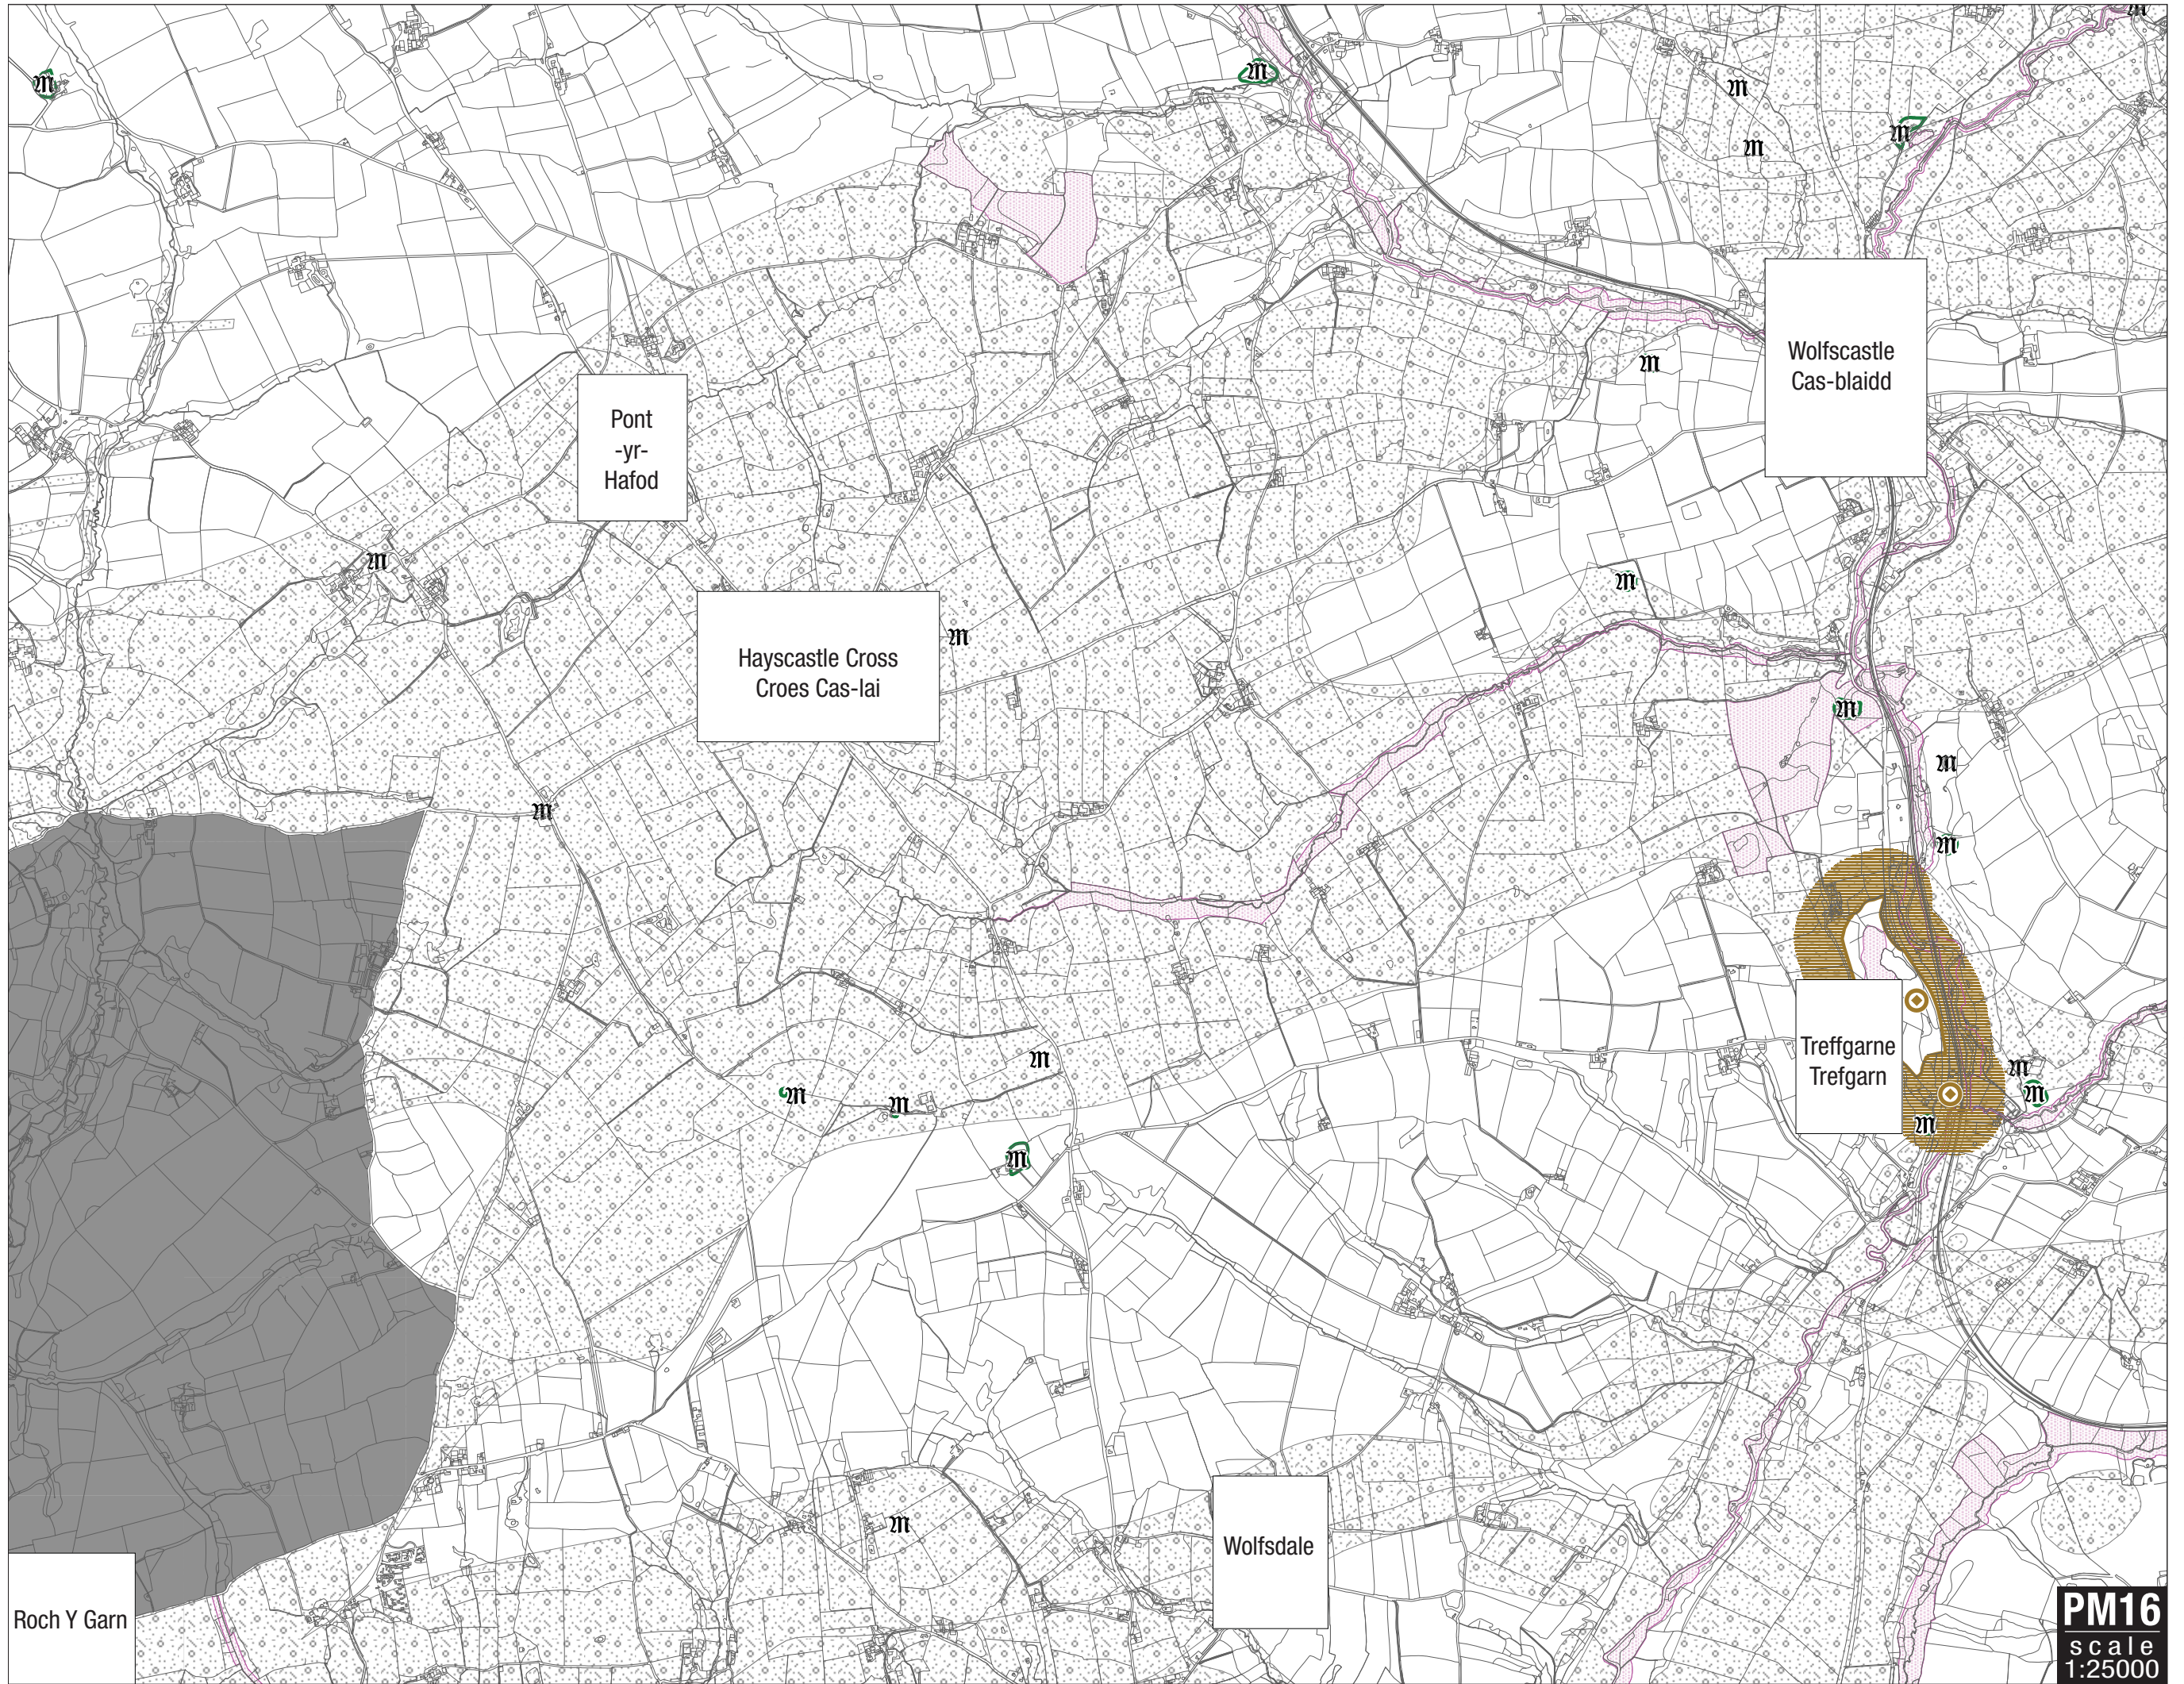 𝔐
𝔐
𝔐
𝔐
𝔐
𝔐
Wolfscastle
Cas-blaidd
𝔐
Pont
-yr-
Hafod
𝔐
𝔐
𝔐
Hayscastle Cross
Croes Cas-lai
𝔐
𝔐
𝔐
𝔐
𝔐
Treffgarne
Trefgarn
𝔐
𝔐
𝔐
𝔐
𝔐
𝔐
𝔐
Wolfsdale
Roch Y Garn
PM16
scale
1:25000